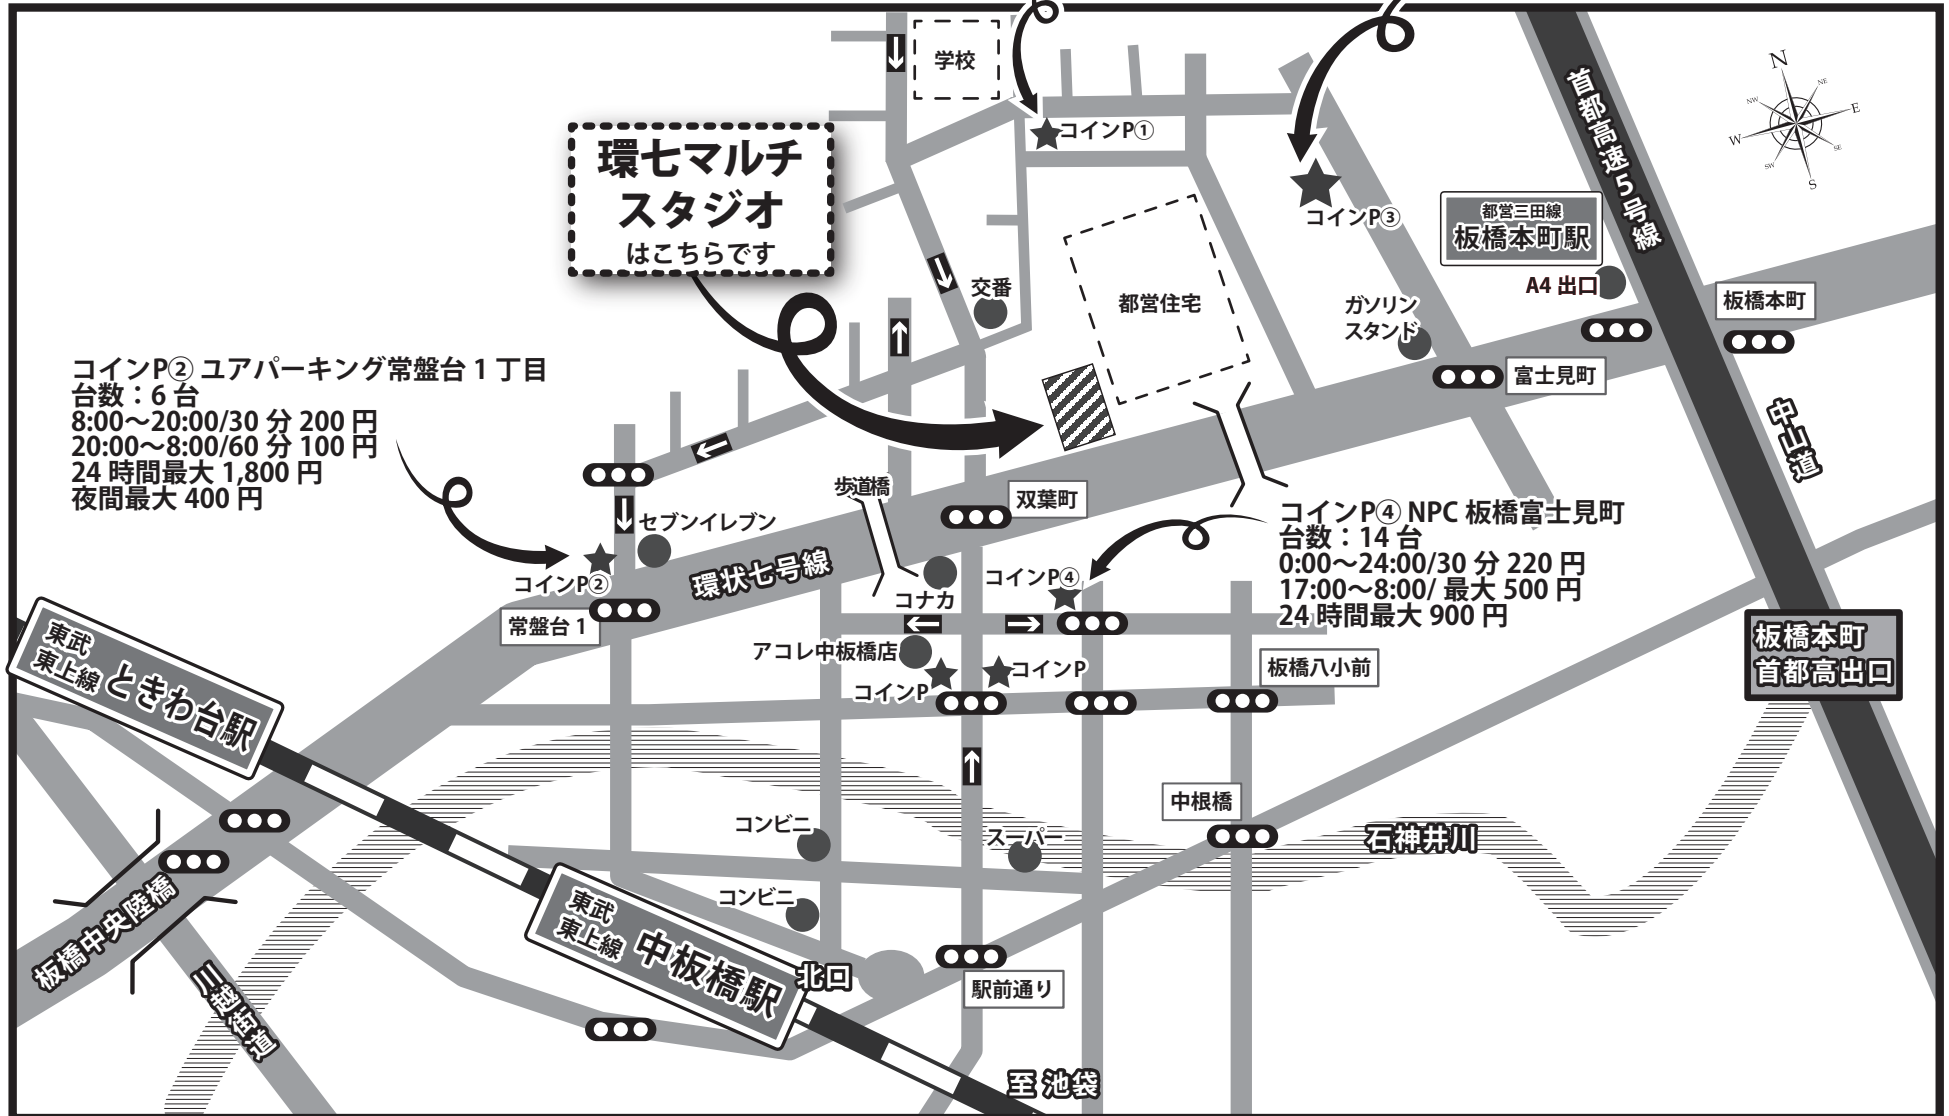 学校
コインP①
環七マルチ
スタジオ
はこちらです
コインP③
首都高速5号線
N
NE
E
SE
S
SW
W
NW
都営三田線
板橋本町駅
A4 出口
板橋本町
交番
都営住宅
ガソリン
スタンド
富士見町
中山道
コインP② ユアパーキング常盤台 1 丁目
台数：6 台
8:00〜20:00/30 分 200 円
20:00〜8:00/60 分 100 円
24 時間最大 1,800 円
夜間最大 400 円
歩道橋
双葉町
セブンイレブン
コインP②
環状七号線
常盤台 1
コナカ
コインP④
コインP④ NPC 板橋富士見町
台数：14 台
0:00〜24:00/30 分 220 円
17:00〜8:00/ 最大 500 円
24 時間最大 900 円
アコレ中板橋店
コインP
コインP
板橋八小前
板橋本町
首都高出口
東武
東上線
ときわ台駅
中根橋
石神井川
コンビニ
スーパー
コンビニ
板橋中央陸橋
川越街道
東武
東上線
中板橋駅
北口
駅前通り
至 池袋